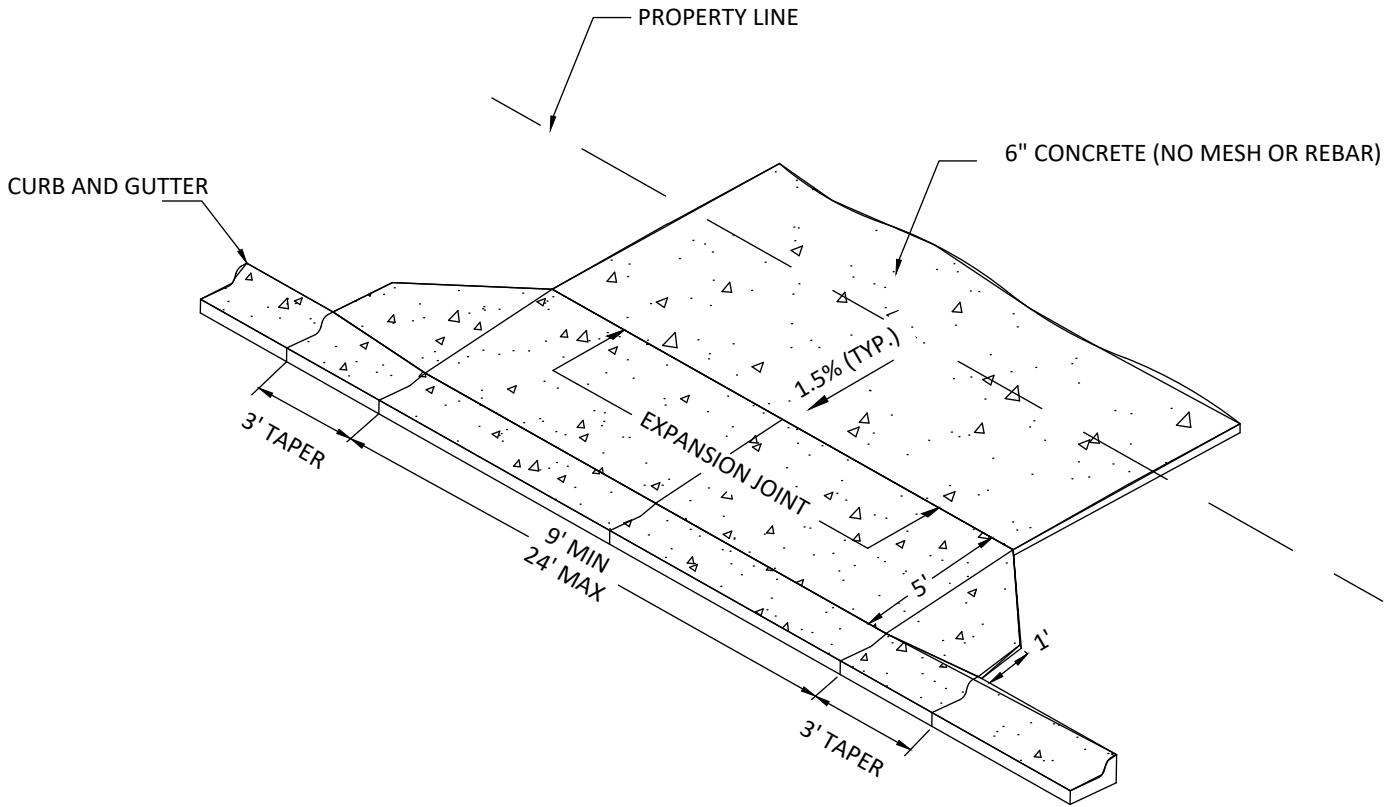 PROPERTY LINE
6" CONCRETE (NO MESH OR REBAR)
CURB AND GUTTER
1.5% (TYP.)
EXPANSION JOINT
3' TAPER
9' MIN
24' MAX
5'
1'
3' TAPER